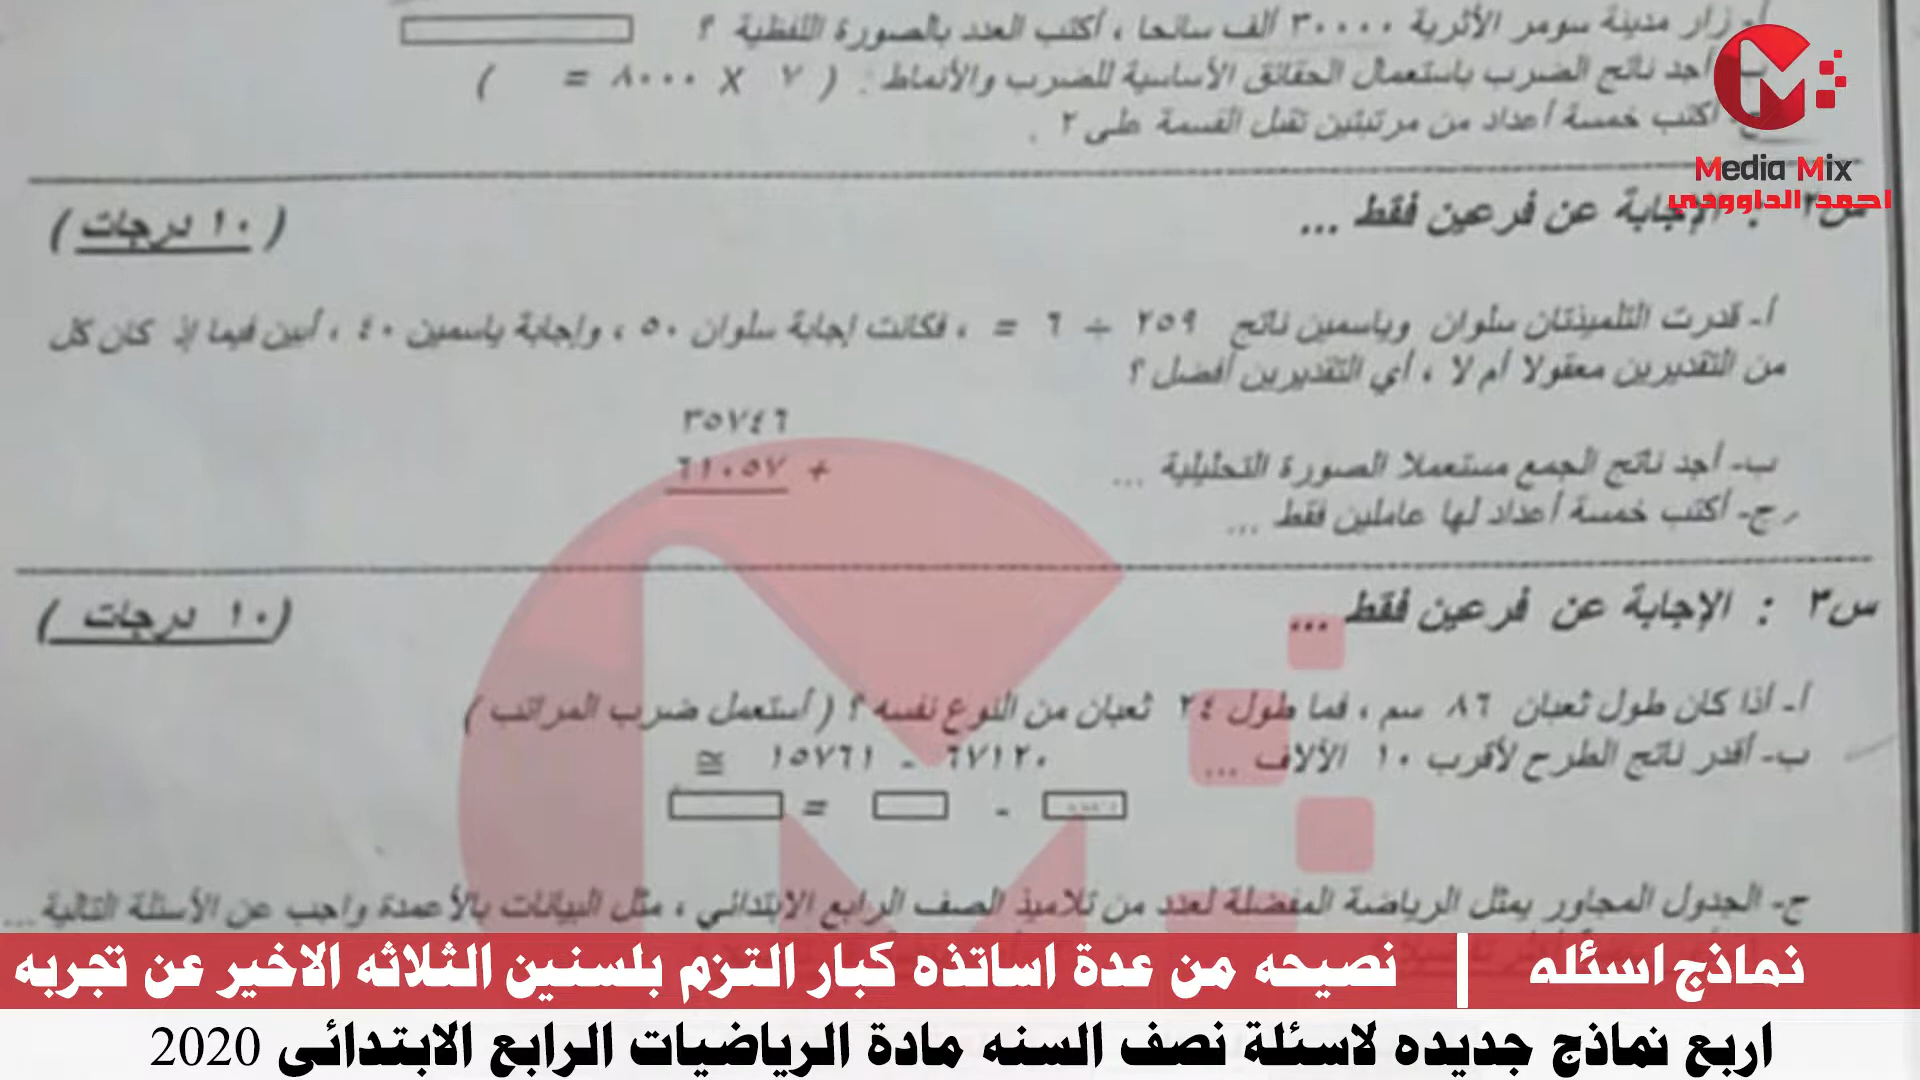 أ- زار مدينة سومر الأثرية ٣٠٠٠٠ ألف سائحا ، أكتب العدد بالصورة اللفظية ؟
ب- أجد ناتج الضرب باستعمال الحقائق الأساسية للضرب والأنماط : ( ٧ X ٨٠٠٠ = )
ج- أكتب خمسة أعداد من مرتبتين تقبل القسمة على ٢ .
Media Mix
احمد الداوودي
س٢ : الإجابة عن فرعين فقط ...
( ١٠ درجات )
أ- قدرت التلميذتان سلوان وياسمين ناتج ٢٥٩ ÷ ٦ = ، فكانت إجابة سلوان ٥٠ ، وإجابة ياسمين ٤٠ ، أبين فيما إذ كان كل
من التقديرين معقولا أم لا ، أي التقديرين أفضل ؟
٣٥٧٤٦
ب- أجد ناتج الجمع مستعملا الصورة التحليلية ... ٦١٠٥٧ +
ج- أكتب خمسة أعداد لها عاملين فقط ...
س٣ : الإجابة عن فرعين فقط ...
(١٠ درجات )
أ- أذا كان طول ثعبان ٨٦ سم ، فما طول ٢٤ ثعبان من النوع نفسه ؟ ( أستعمل ضرب المراتب )
ب- أقدر ناتج الطرح لأقرب ١٠ الآلاف ... ٦٧١٢٠ - ١٥٧٦١ ≅
- =
ج- الجدول المجاور يمثل الرياضة المفضلة لعدد من تلاميذ الصف الرابع الابتدائي ، مثل البيانات بالأعمدة واجب عن الأسئلة التالية ...
نماذج اسئله | نصيحه من عدة اساتذه كبار التزم بلسنين الثلاثه الاخير عن تجربه
اربع نماذج جديده لاسئلة نصف السنه مادة الرياضيات الرابع الابتدائى 2020